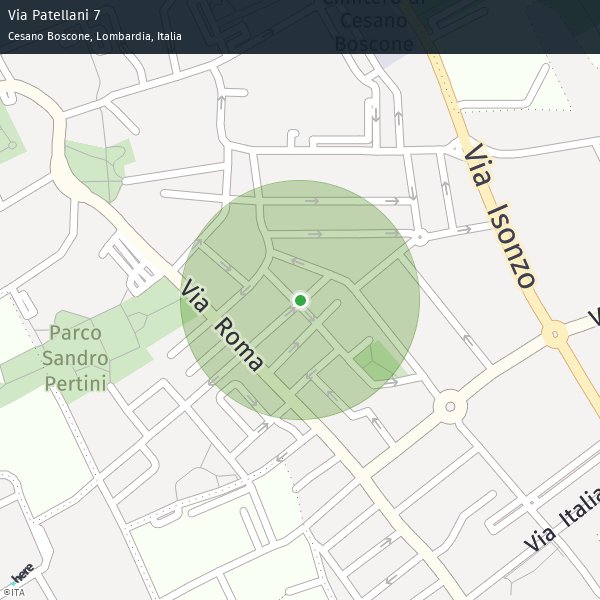 Via Patellani 7
Cesano Boscone, Lombardia, Italia
Cimitero di
Cesano
Boscone
Via Isonzo
Via Roma
Parco
Sandro
Pertini
V
Via Italia
here
©ITA